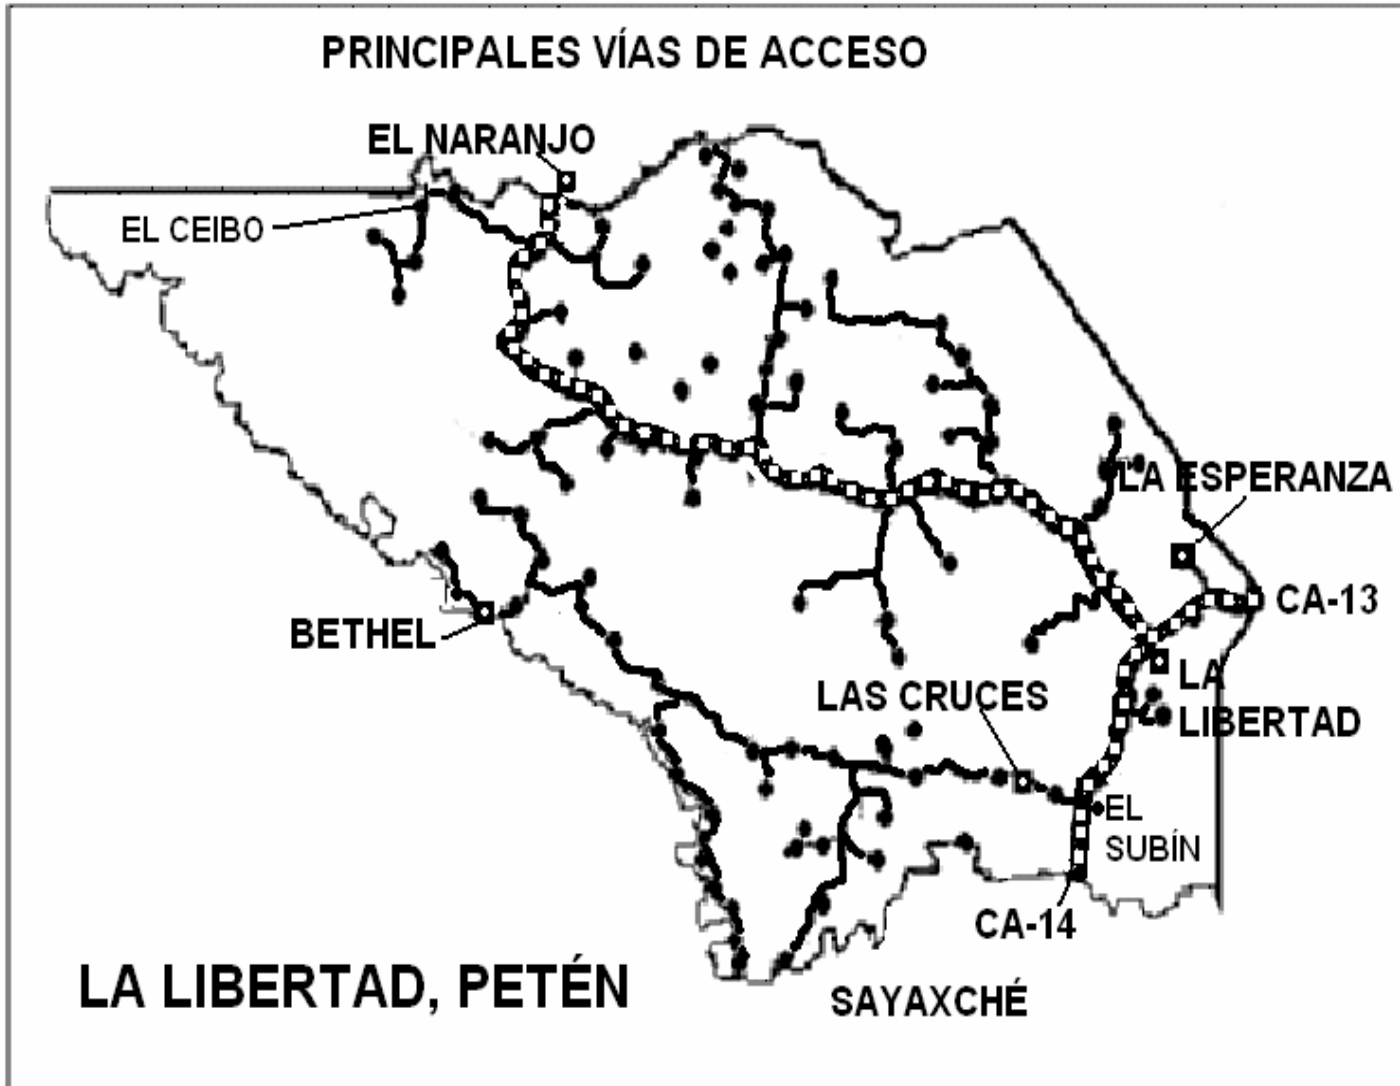 PRINCIPALES VÍAS DE ACCESO
EL NARANJO
EL CEIBO
LA ESPERANZA
CA-13
BETHEL
LAS CRUCES
LA
LIBERTAD
EL
SUBÍN
CA-14
LA LIBERTAD, PETÉN
SAYAXCHÉ